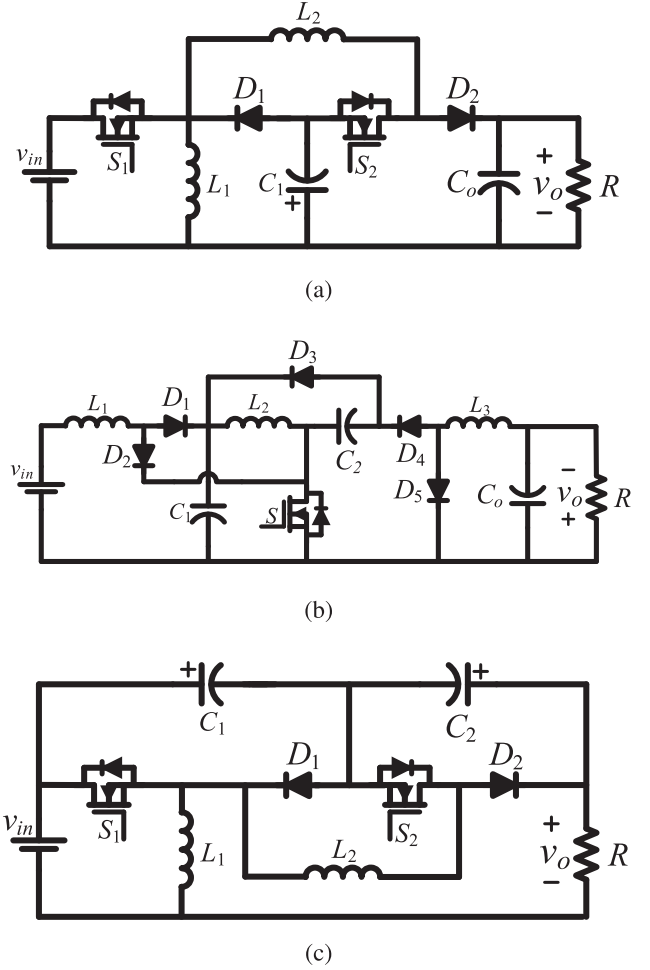 L2
D1
D2
vin
S1
L1
C1
+
S2
Co
+
vo
−
R
(a)
D3
L1
D1
L2
L3
D2
C2
D4
vin
C1
S
D5
Co
−
vo
+
R
(b)
+
C1
+
C2
D1
D2
vin
S1
L1
L2
S2
+
vo
−
R
(c)